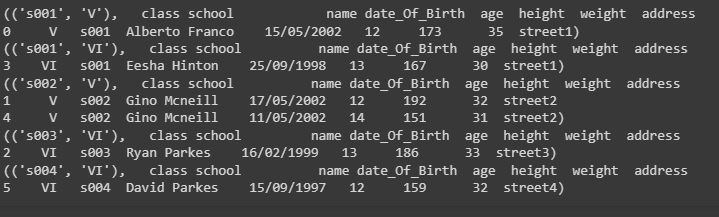 (('s001', 'V'),   class school            name date_Of_Birth  age  height  weight  address
0     V   s001  Alberto Franco    15/05/2002   12     173      35  street1)
(('s001', 'VI'),   class school          name date_Of_Birth  age  height  weight  address
3    VI   s001  Eesha Hinton    25/09/1998   13     167      30  street1)
(('s002', 'V'),   class school          name date_Of_Birth  age  height  weight  address
1     V   s002  Gino Mcneill    17/05/2002   12     192      32  street2
4     V   s002  Gino Mcneill    11/05/2002   14     151      31  street2)
(('s003', 'VI'),   class school          name date_Of_Birth  age  height  weight  address
2    VI   s003  Ryan Parkes    16/02/1999   13     186      33  street3)
(('s004', 'VI'),   class school          name date_Of_Birth  age  height  weight  address
5    VI   s004  David Parkes    15/09/1997   12     159      32  street4)